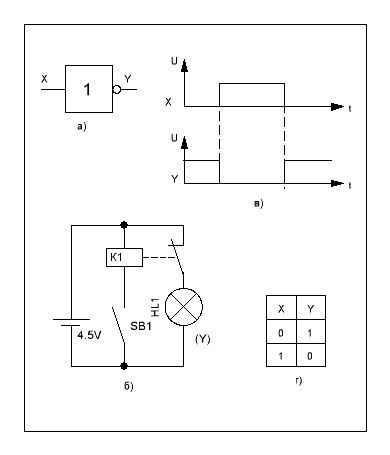 X 1 Y
а)
U
X t
U
Y t
в)
K1
SB1
HL1
(Y)
4.5V
б)
X Y
0 1
1 0
г)